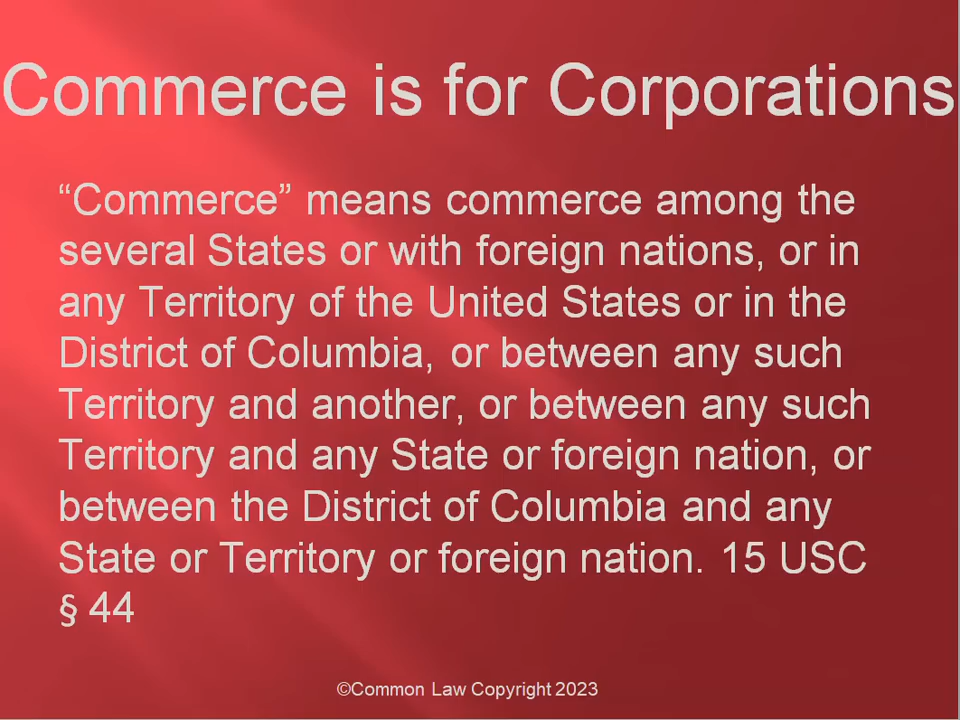 Commerce is for Corporations
“Commerce” means commerce among the
several States or with foreign nations, or in
any Territory of the United States or in the
District of Columbia, or between any such
Territory and another, or between any such
Territory and any State or foreign nation, or
between the District of Columbia and any
State or Territory or foreign nation. 15 USC
§ 44
©Common Law Copyright 2023